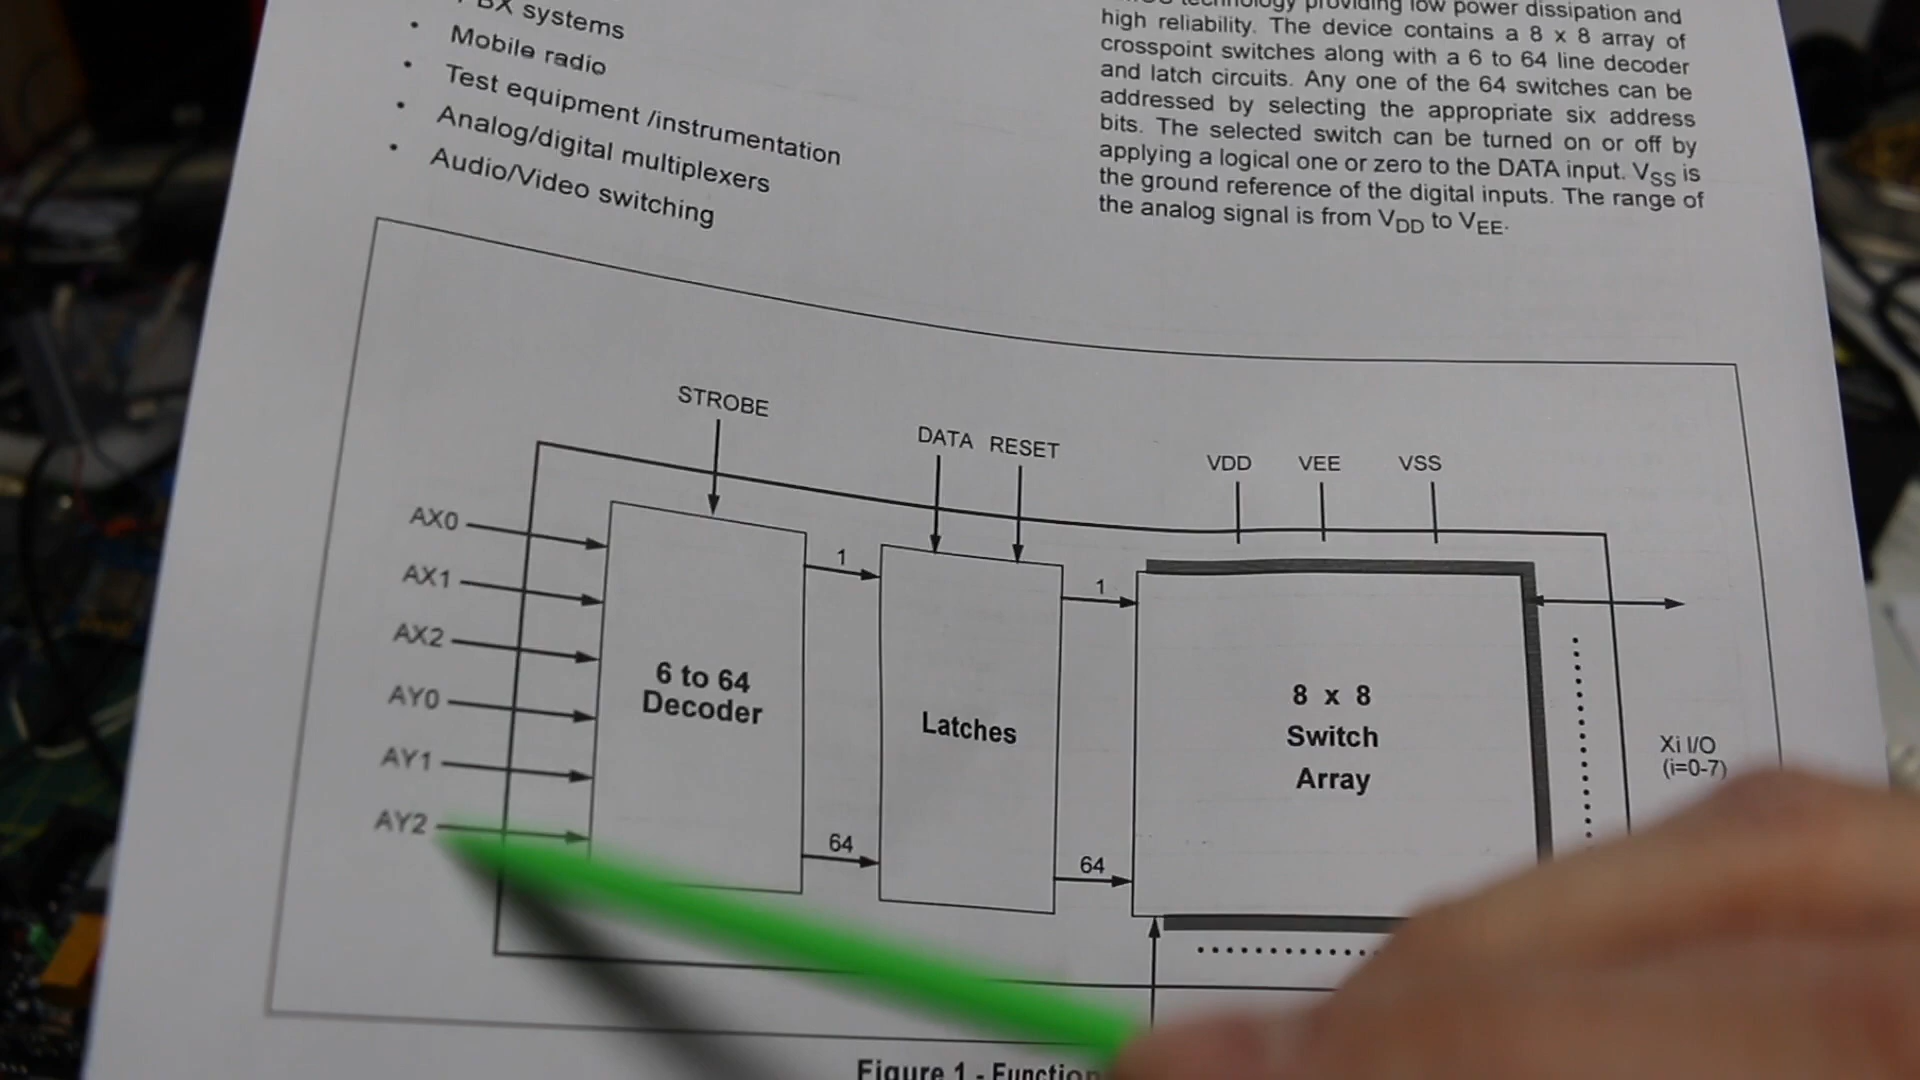 systems
• Mobile radio
• Test equipment /instrumentation
• Analog/digital multiplexers
• Audio/Video switching
technology providing low power dissipation and
high reliability. The device contains a 8 x 8 array of
crosspoint switches along with a 6 to 64 line decoder
and latch circuits. Any one of the 64 switches can be
addressed by selecting the appropriate six address
bits. The selected switch can be turned on or off by
applying a logical one or zero to the DATA input. VSS is
the ground reference of the digital inputs. The range of
the analog signal is from VDD to VEE.
STROBE
DATA RESET
VDD VEE VSS
AX0
AX1
AX2
AY0
AY1
AY2
6 to 64
Decoder
1
64
Latches
1
64
8 x 8
Switch
Array
Xi I/O
(i=0-7)
Figure 1 - Function